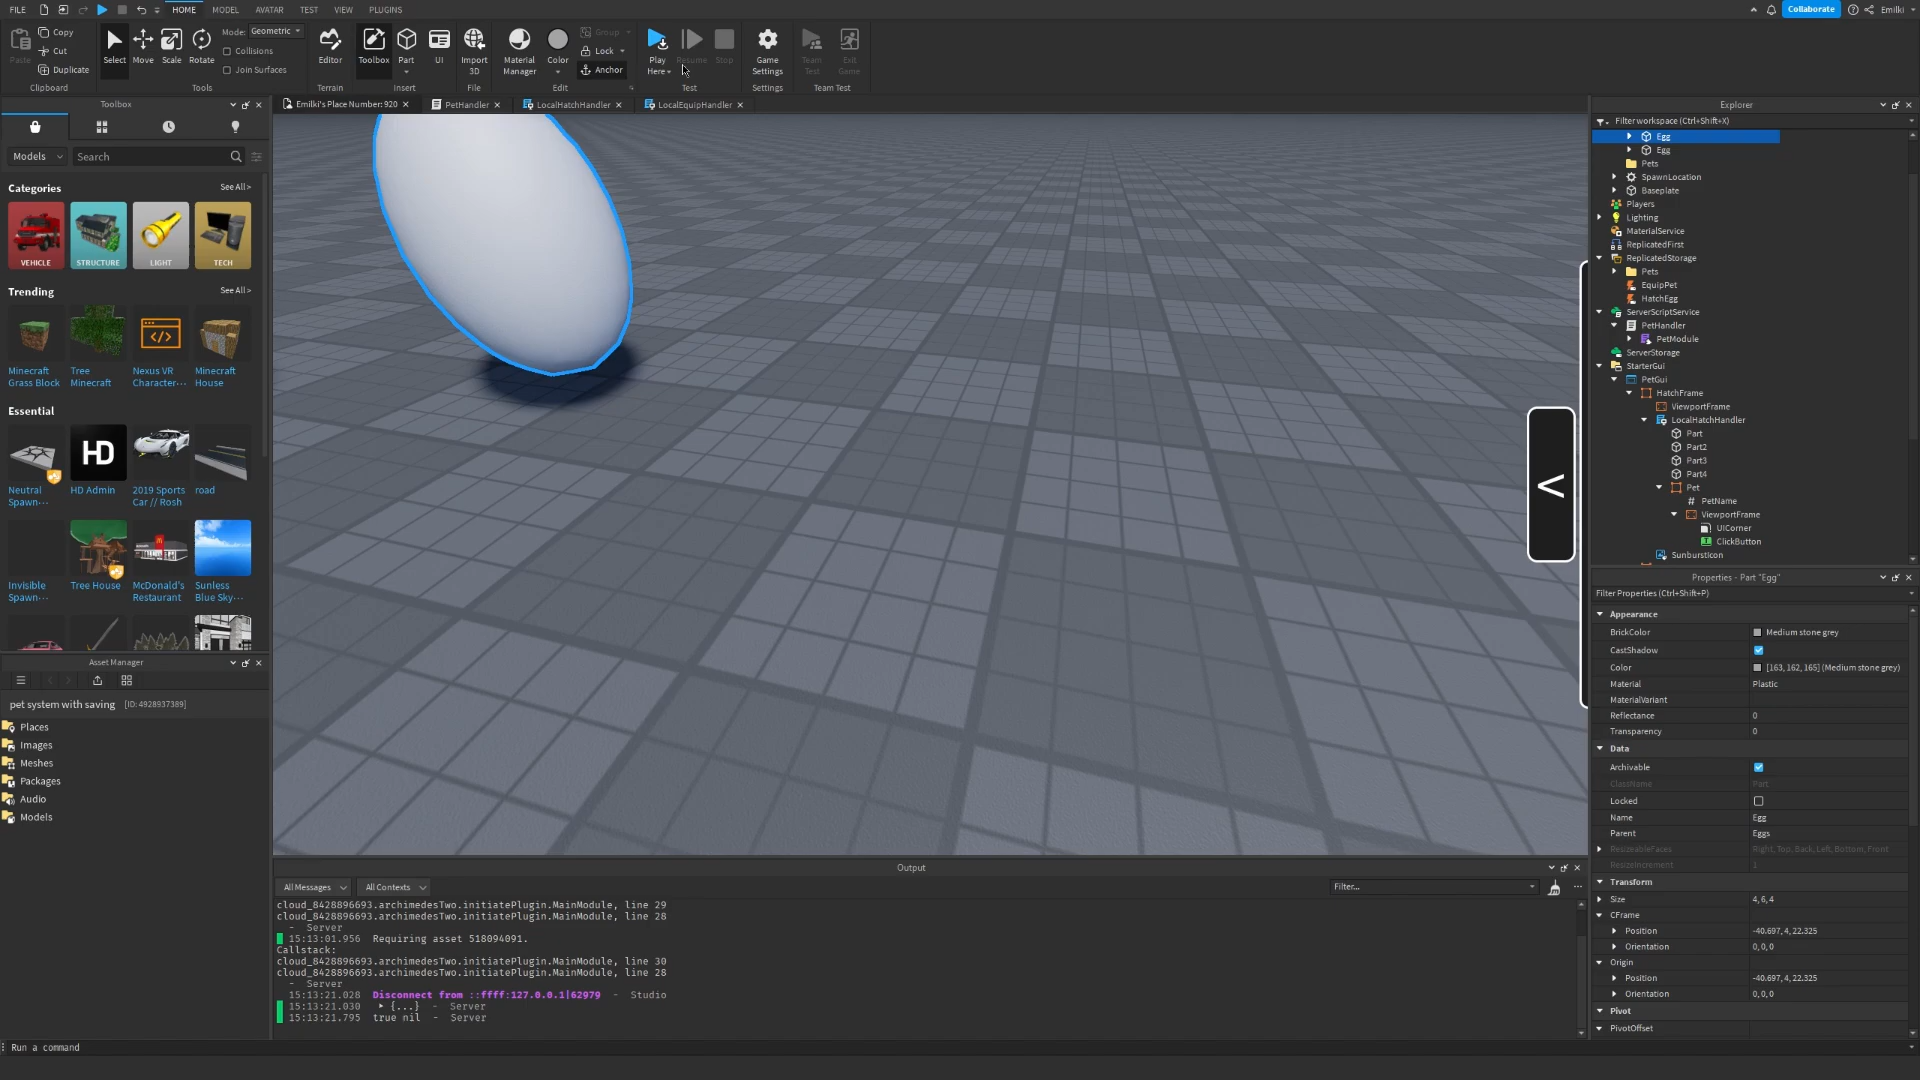 FILE
HOME
MODEL
AVATAR
TEST
VIEW
PLUGINS
Collaborate
Emilki
Paste
Copy
Cut
Duplicate
Clipboard
Select
Move
Scale
Rotate
Mode: Geometric
Collisions
Join Surfaces
Tools
Editor
Terrain
Toolbox
Part
UI
Insert
Import
3D
File
Material
Manager
Color
Group
Lock
Anchor
Edit
Play
Here
Resume
Stop
Test
Game
Settings
Settings
Team
Test
Exit
Game
Team Test
Toolbox
Emilki's Place Number: 920
PetHandler
LocalHatchHandler
LocalEquipHandler
Models
Search
Categories
See All >
VEHICLE
STRUCTURE
LIGHT
TECH
Trending
See All >
Minecraft
Grass Block
Tree
Minecraft
Nexus VR
Character-··
Minecraft
House
Essential
Neutral
Spawn-··
HD
HD Admin
2019 Sports
Car // Rosh
road
Invisible
Spawn-··
Tree House
McDonald's
Restaurant
Sunless
Blue Sky-··
Asset Manager
pet system with saving [ID: 4928937389]
Places
Images
Meshes
Packages
Audio
Models
<
Output
All Messages
All Contexts
Filter...
cloud_8428896693.archimedesTwo.initiatePlugin.MainModule, line 29
cloud_8428896693.archimedesTwo.initiatePlugin.MainModule, line 28
- Server
15:13:01.956 Requiring asset 518094091.
Callstack:
cloud_8428896693.archimedesTwo.initiatePlugin.MainModule, line 30
cloud_8428896693.archimedesTwo.initiatePlugin.MainModule, line 28
- Server
15:13:21.028 Disconnect from ::ffff:127.0.0.1|62979 - Studio
15:13:21.030 ▸ {...} - Server
15:13:21.795 true nil - Server
Run a command
Explorer
Filter workspace (Ctrl+Shift+X)
Egg
Egg
Pets
SpawnLocation
Baseplate
Players
Lighting
MaterialService
ReplicatedFirst
ReplicatedStorage
Pets
EquipPet
HatchEgg
ServerScriptService
PetHandler
PetModule
ServerStorage
StarterGui
PetGui
HatchFrame
ViewportFrame
LocalHatchHandler
Part
Part2
Part3
Part4
Pet
PetName
ViewportFrame
UICorner
ClickButton
SunburstIcon
Properties - Part "Egg"
Filter Properties (Ctrl+Shift+P)
Appearance
BrickColor Medium stone grey
CastShadow
Color [163, 162, 165] (Medium stone grey)
Material Plastic
MaterialVariant
Reflectance 0
Transparency 0
Data
Archivable
ClassName Part
Locked
Name Egg
Parent Eggs
ResizeableFaces Right, Top, Back, Left, Bottom, Front
ResizeIncrement 1
Transform
Size 4, 6, 4
CFrame
Position -40.697, 4, 22.325
Orientation 0, 0, 0
Origin
Position -40.697, 4, 22.325
Orientation 0, 0, 0
Pivot
PivotOffset